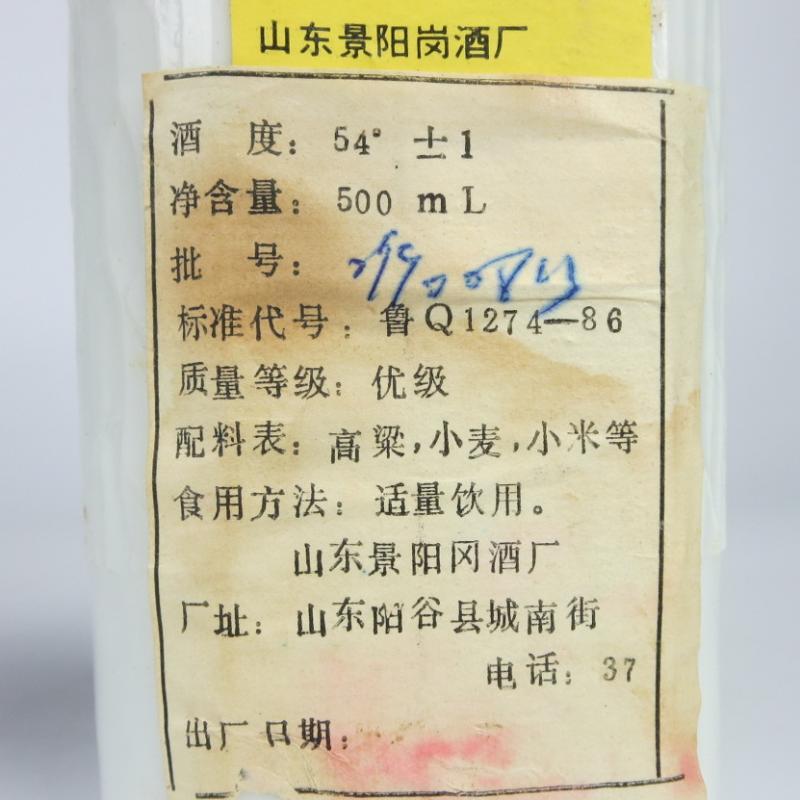 山东景阳岗酒厂
酒 度：54° ±1
净含量：500 mL
批 号：
标准代号：鲁Q1274—86
质量等级：优级
配料表：高粱，小麦，小米等
食用方法：适量饮用。
山东景阳冈酒厂
厂址：山东阳谷县城南街
电话：37
出厂日期：